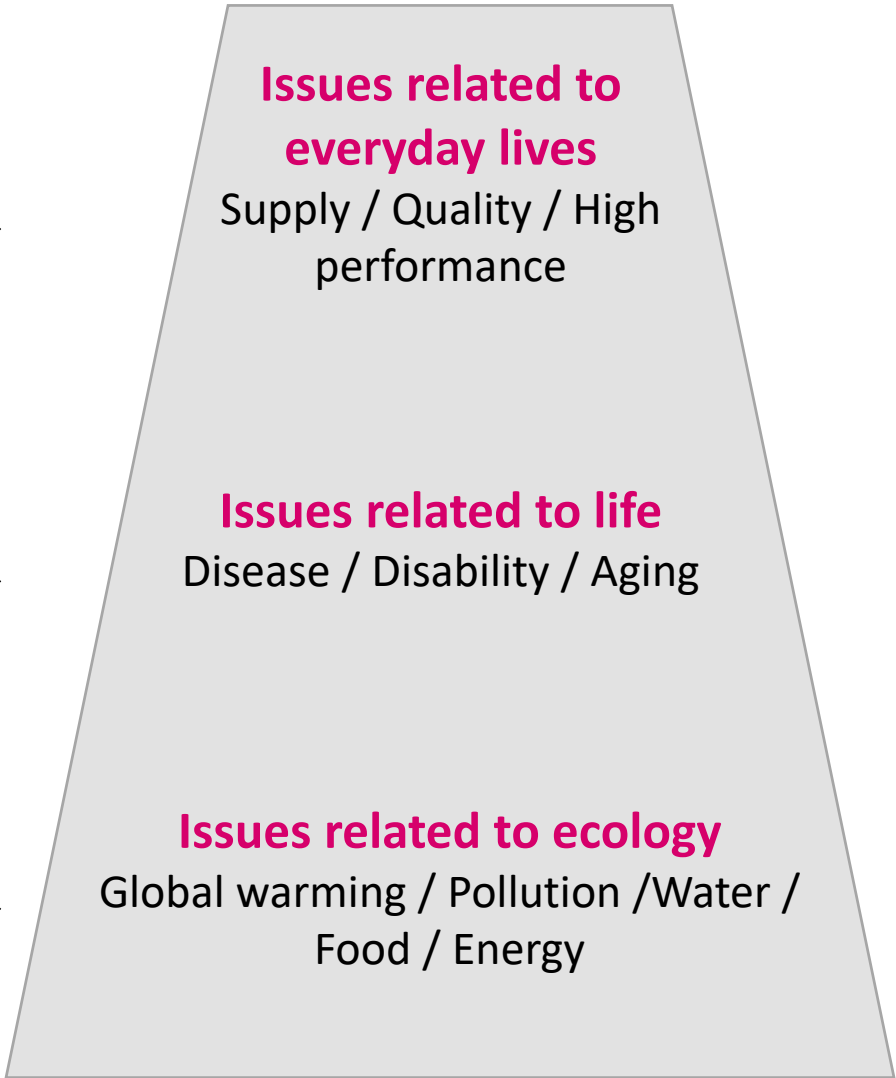 Issues related to
everyday lives
Supply / Quality / High
performance
Issues related to life
Disease / Disability / Aging
Issues related to ecology
Global warming / Pollution /Water /
Food / Energy